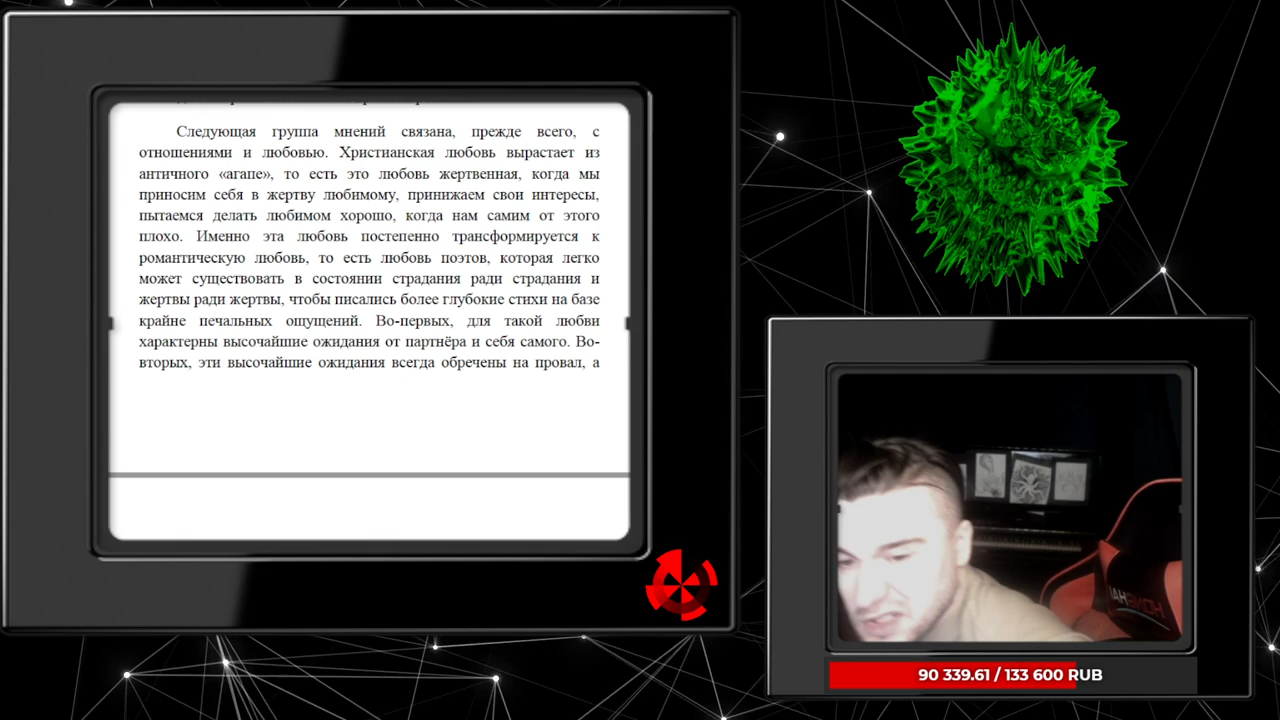 Следующая группа мнений связана, прежде всего, с
отношениями и любовью. Христианская любовь вырастает из
античного «агапе», то есть это любовь жертвенная, когда мы
приносим себя в жертву любимому, принижаем свои интересы,
пытаемся делать любимом хорошо, когда нам самим от этого
плохо. Именно эта любовь постепенно трансформируется к
романтическую любовь, то есть любовь поэтов, которая легко
может существовать в состоянии страдания ради страдания и
жертвы ради жертвы, чтобы писались более глубокие стихи на базе
крайне печальных ощущений. Во-первых, для такой любви
характерны высочайшие ожидания от партнёра и себя самого. Во-
вторых, эти высочайшие ожидания всегда обречены на провал, а
90 339.61 / 133 600 RUB